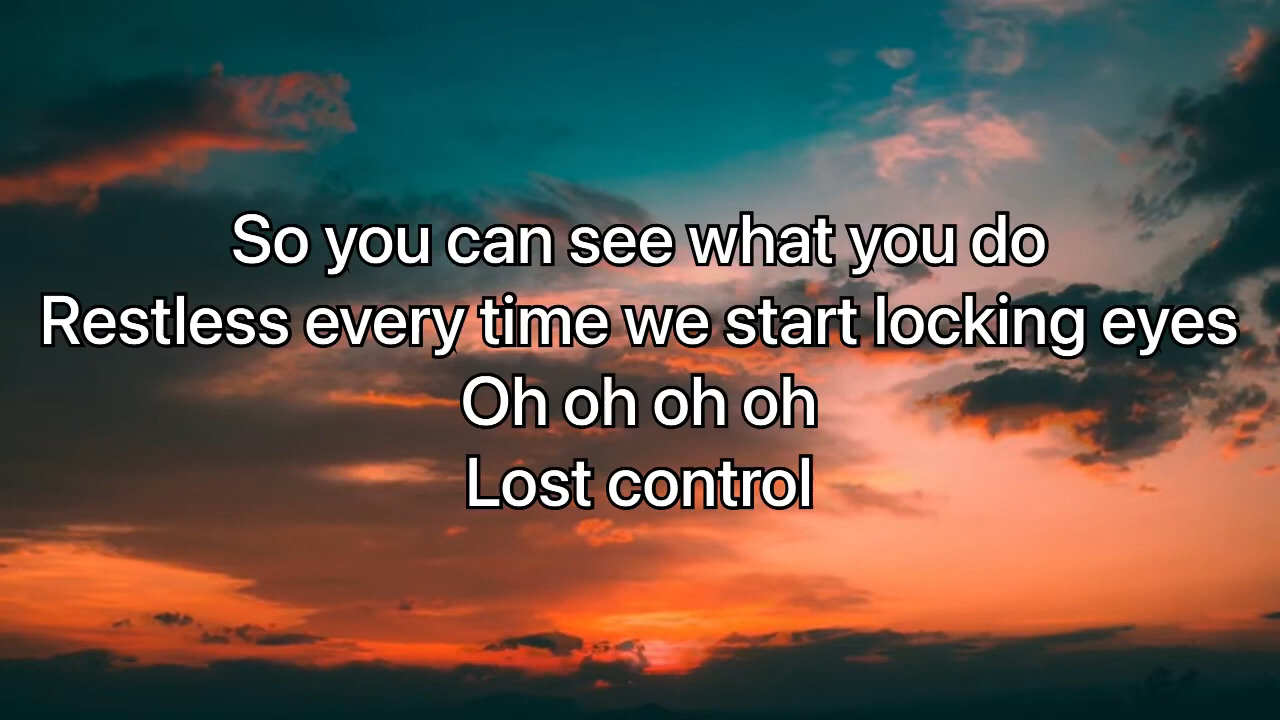 So you can see what you do
Restless every time we start locking eyes
Oh oh oh oh
Lost control